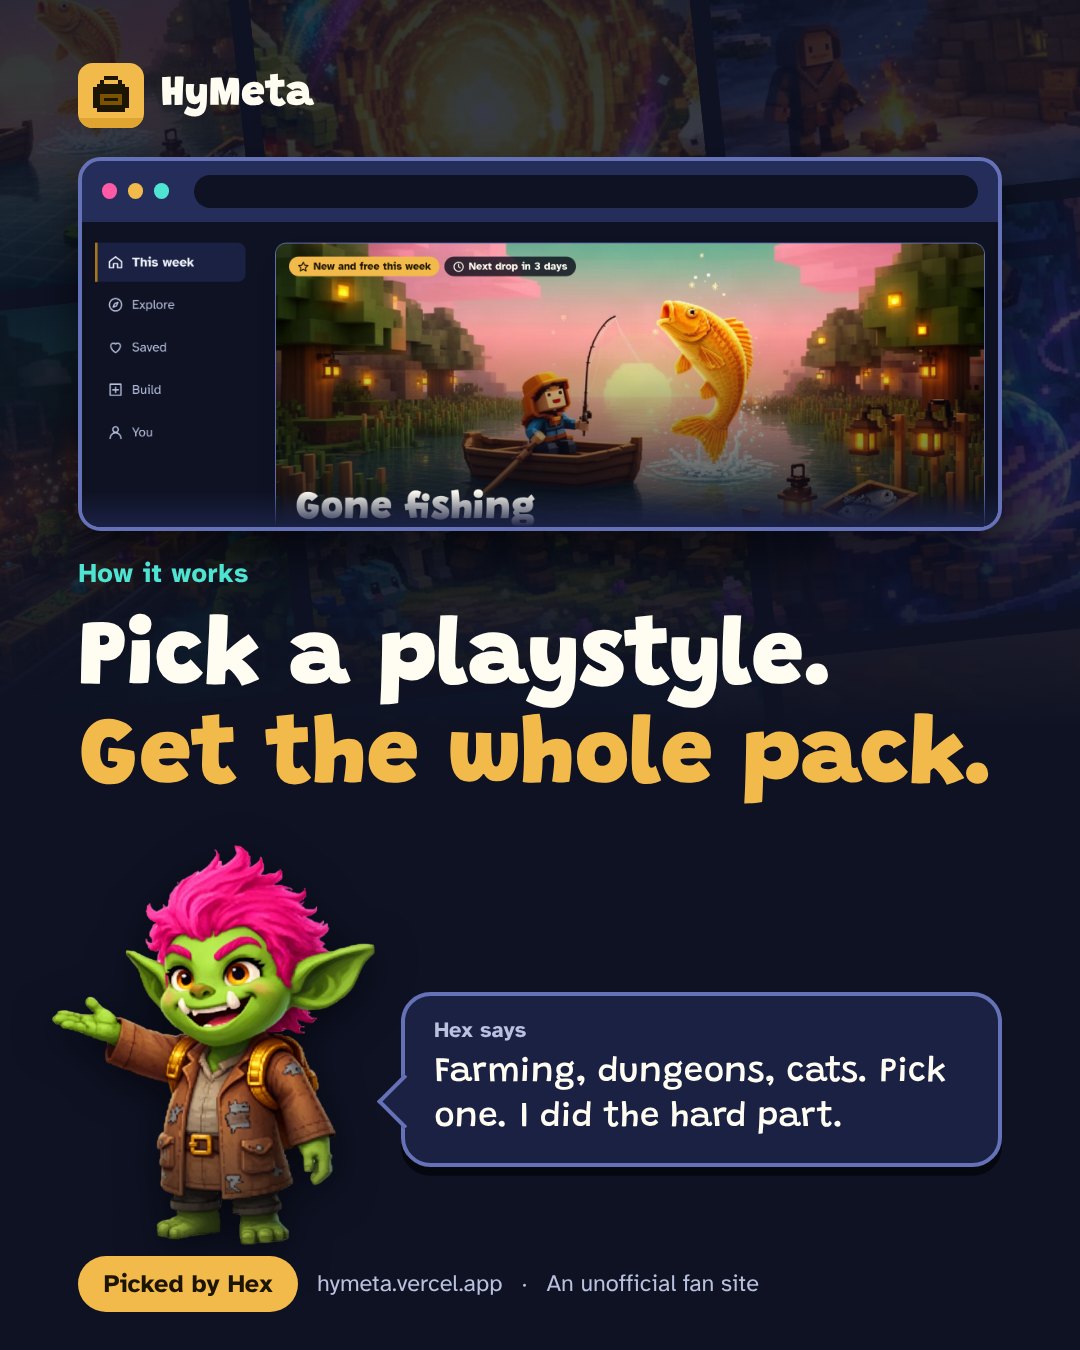 HyMeta
This week
Explore
Saved
Build
You
New and free this week
Next drop in 3 days
Gone fishing
How it works
Pick a playstyle.
Get the whole pack.
Hex says
Farming, dungeons, cats. Pick
one. I did the hard part.
Picked by Hex
hymeta.vercel.app · An unofficial fan site